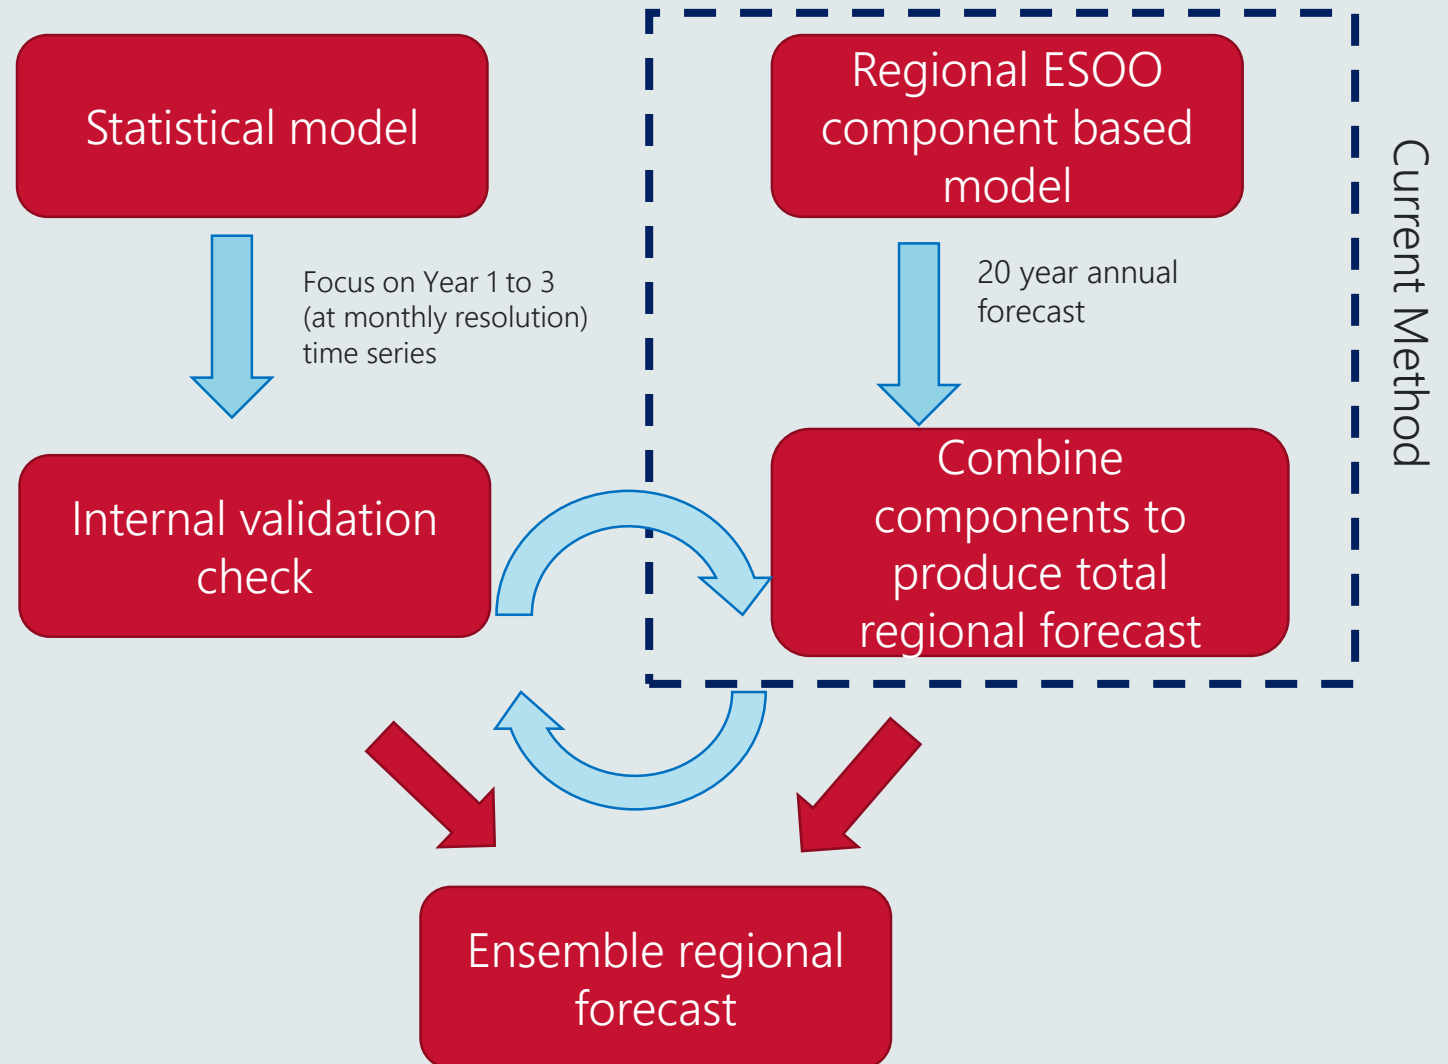 Statistical model
Regional ESOO
component based
model
Current Method
Focus on Year 1 to 3
(at monthly resolution)
time series
20 year annual
forecast
Internal validation
check
Combine
components to
produce total
regional forecast
Ensemble regional
forecast